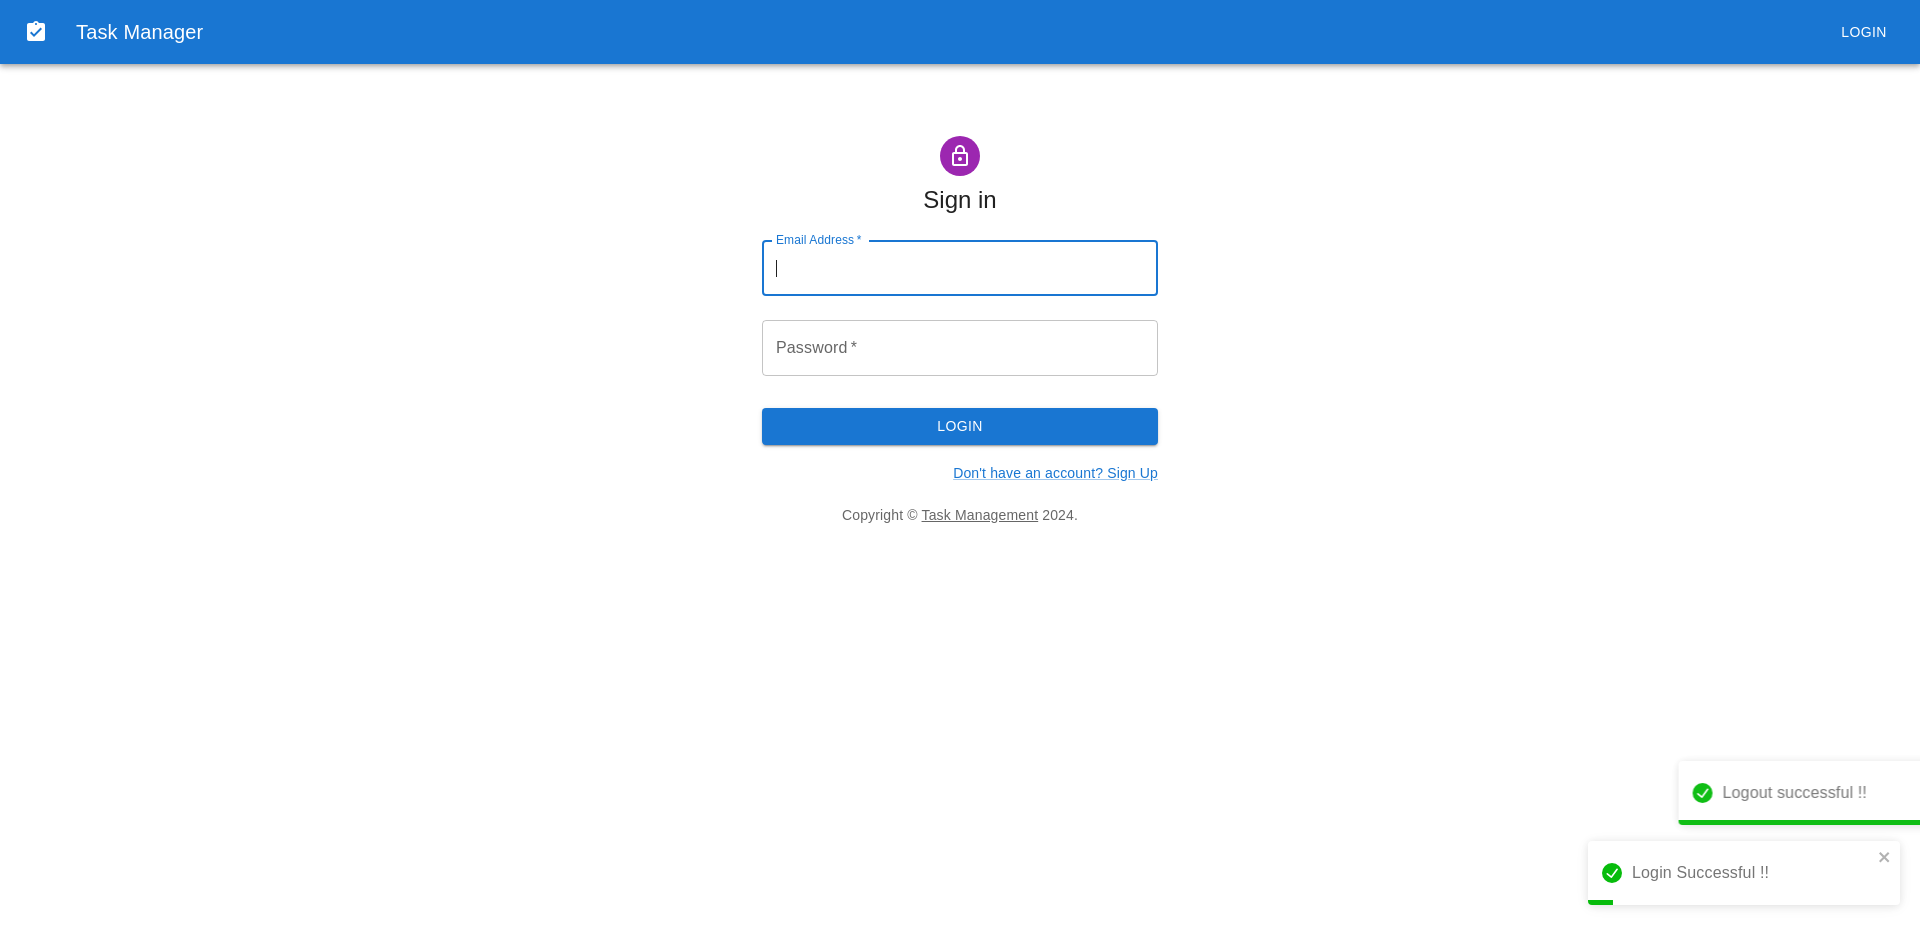 Task Manager
LOGIN
Sign in
Email Address *
Password *
LOGIN
Don't have an account? Sign Up
Copyright © Task Management 2024.
Logout successful !!
Login Successful !!